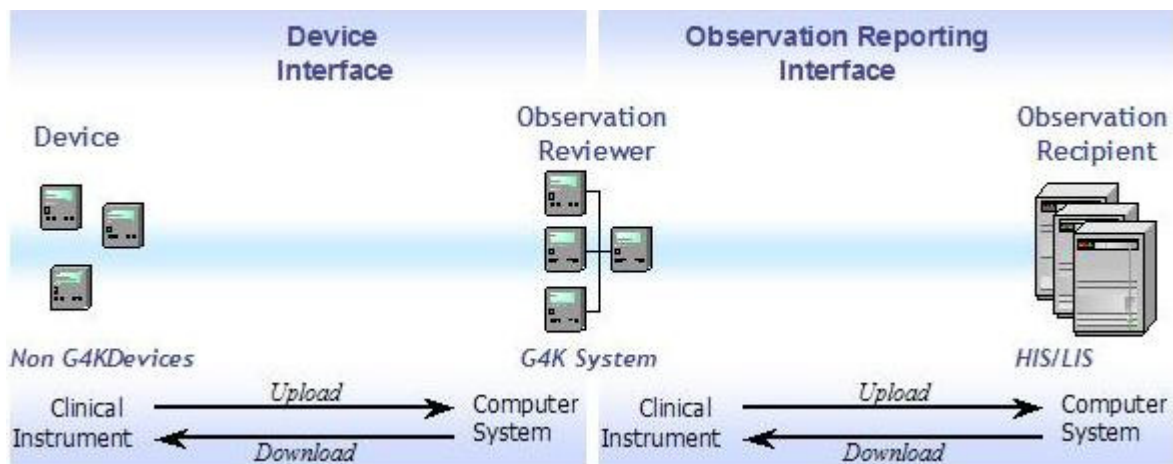 Device
Interface
Observation Reporting
Interface
Device
Observation
Reviewer
Observation
Recipient
Non G4KDevices
G4K System
HIS/LIS
Clinical
Instrument
Upload
Download
Computer
System
Clinical
Instrument
Upload
Download
Computer
System